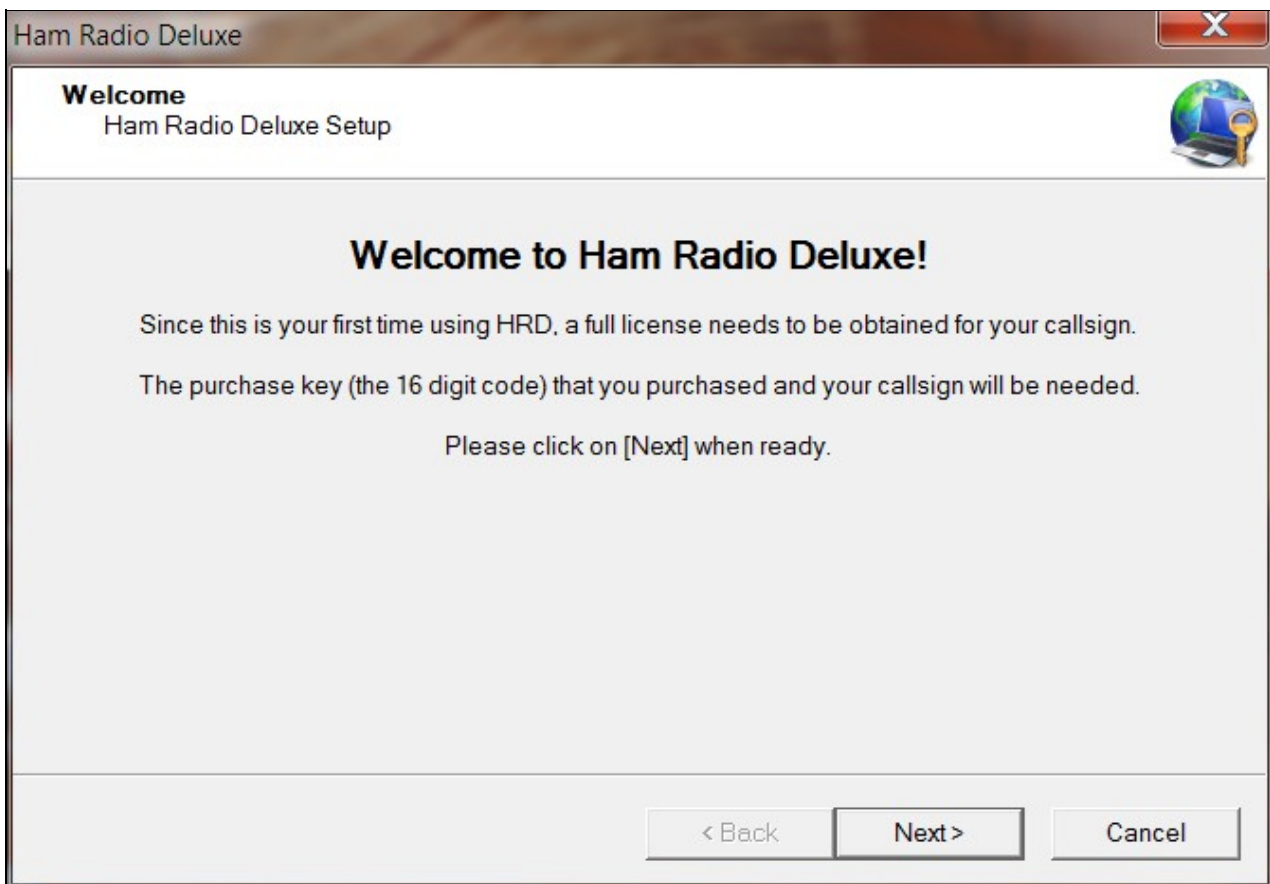 Ham Radio Deluxe
X
Welcome
Ham Radio Deluxe Setup
Welcome to Ham Radio Deluxe!
Since this is your first time using HRD, a full license needs to be obtained for your callsign.
The purchase key (the 16 digit code) that you purchased and your callsign will be needed.
Please click on [Next] when ready.
< Back
Next >
Cancel